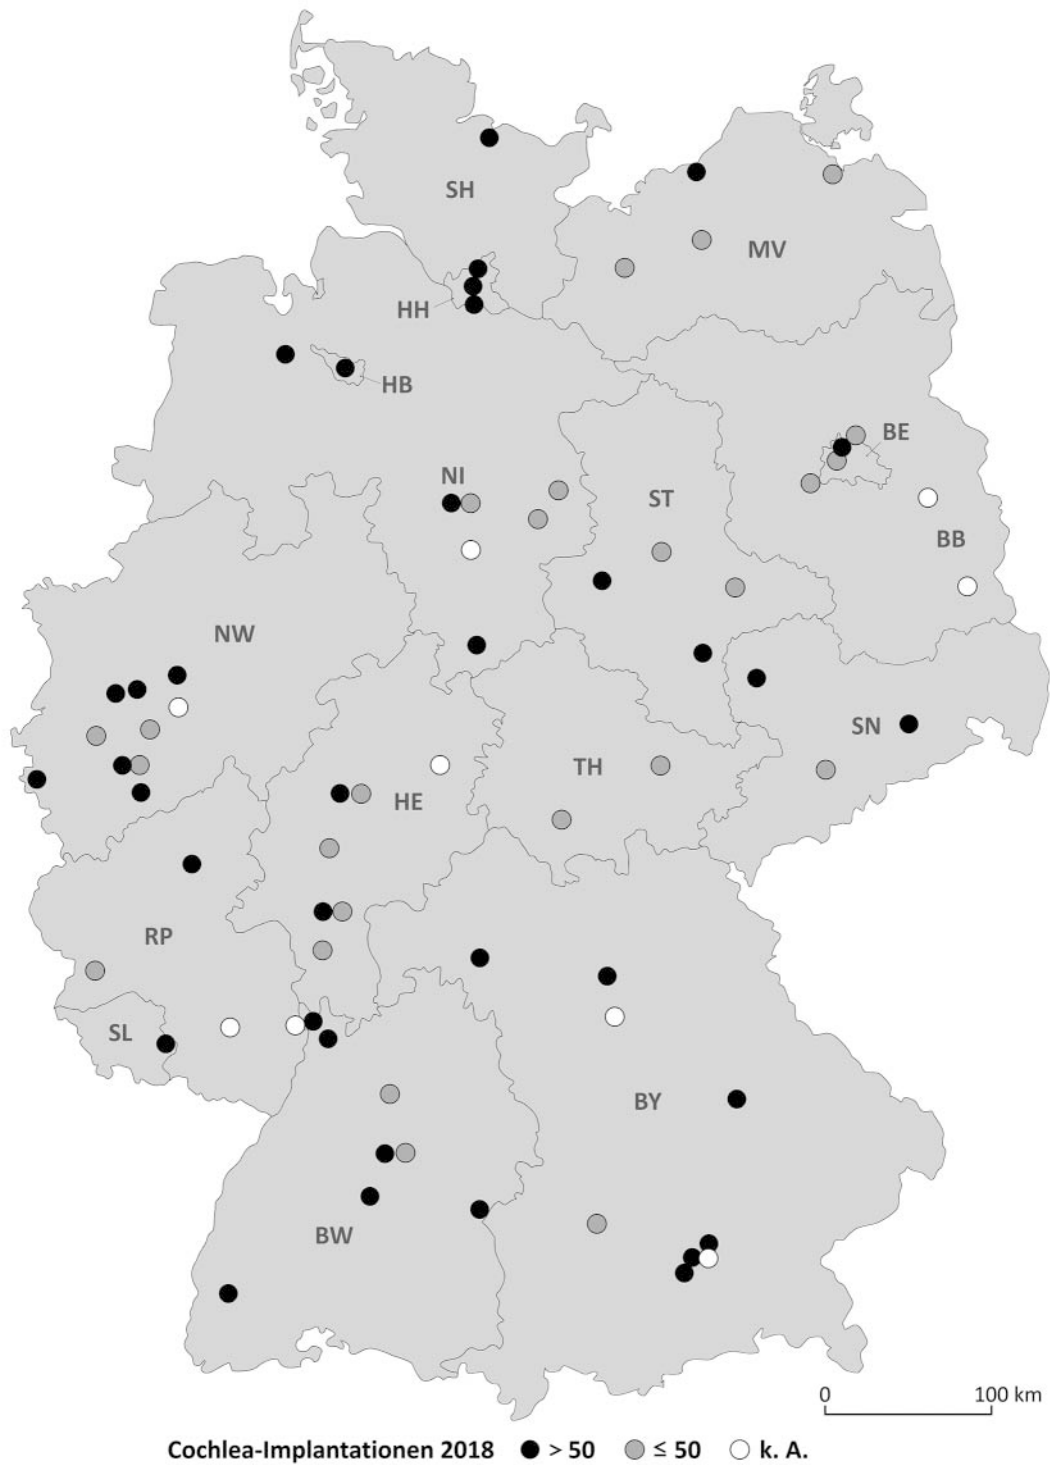 SH
MV
HH
HB
BE
NI
ST
BB
NW
SN
TH
HE
RP
SL
BY
BW
0 100 km
Cochlea-Implantationen 2018 > 50 ≤ 50 k. A.